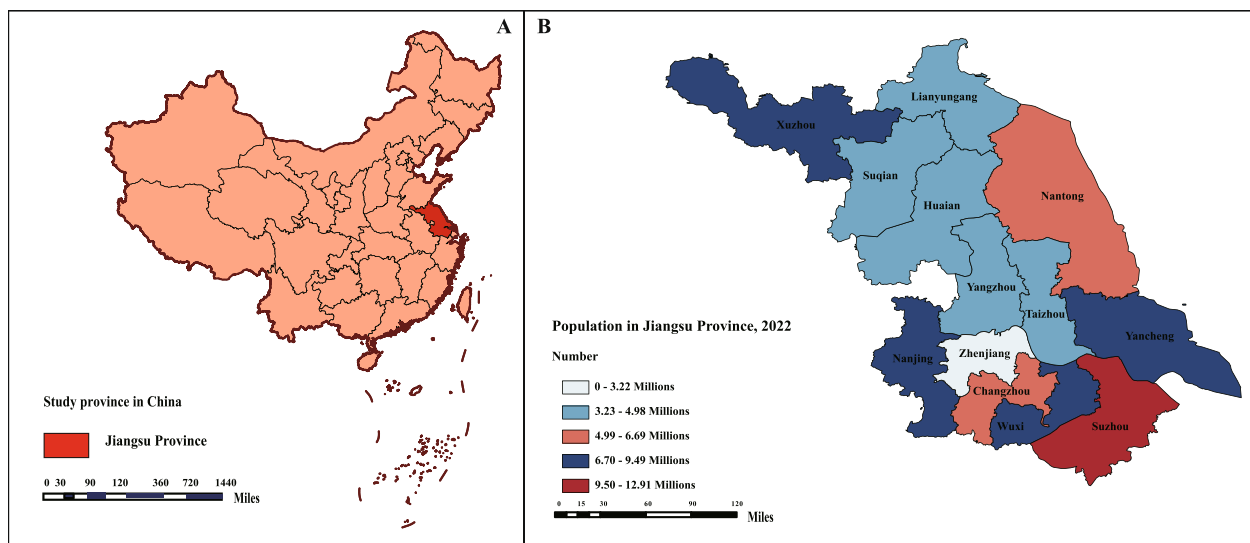 A
Study province in China
Jiangsu Province
0 30 90 120 360 720 1440
Miles
B
Lianyungang
Xuzhou
Suqian
Nantong
Huaian
Yangzhou
Taizhou
Yancheng
Zhenjiang
Nanjing
Changzhou
Wuxi
Suzhou
Population in Jiangsu Province, 2022
Number
0 - 3.22 Millions
3.23 - 4.98 Millions
4.99 - 6.69 Millions
6.70 - 9.49 Millions
9.50 - 12.91 Millions
0 15 30 60 90 120
Miles